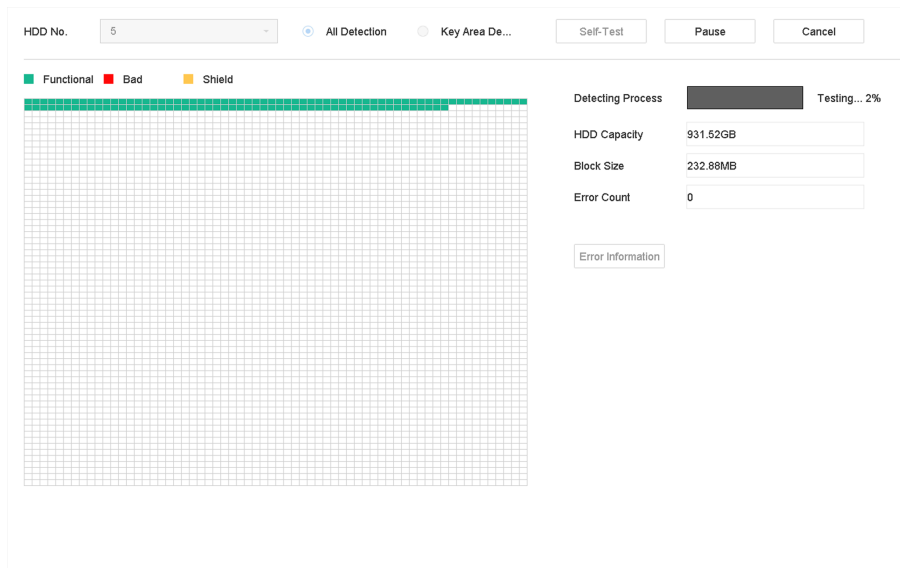 HDD No. 5 All Detection Key Area De... Self-Test Pause Cancel
Functional Bad Shield
Detecting Process Testing... 2%
HDD Capacity 931.52GB
Block Size 232.88MB
Error Count 0
Error Information